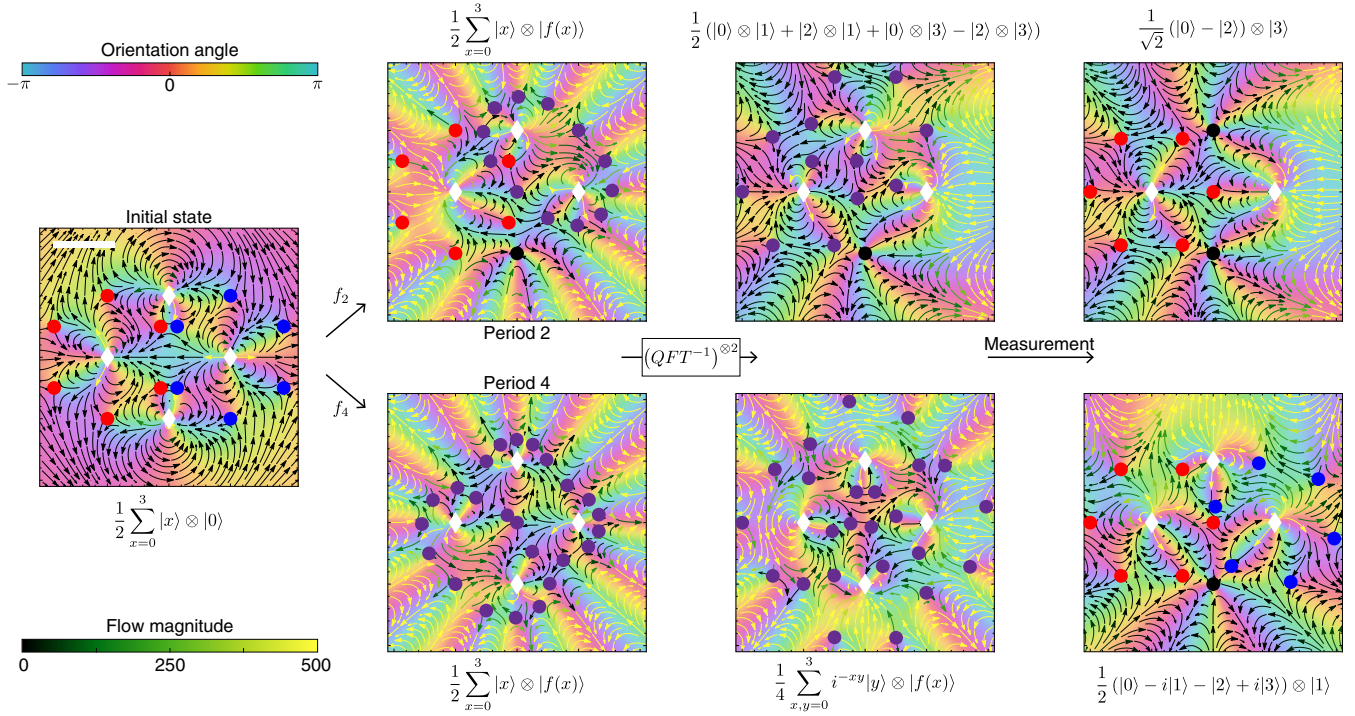 Orientation angle
−π 0 π
Initial state
1/2 ∑_{x=0}^{3} |x⟩ ⊗ |0⟩
Flow magnitude
0 250 500
f₂
f₄
1/2 ∑_{x=0}^{3} |x⟩ ⊗ |f(x)⟩
Period 2
Period 4
1/2 ∑_{x=0}^{3} |x⟩ ⊗ |f(x)⟩
(QFT⁻¹)^{⊗2}
1/2 (|0⟩ ⊗ |1⟩ + |2⟩ ⊗ |1⟩ + |0⟩ ⊗ |3⟩ − |2⟩ ⊗ |3⟩)
1/4 ∑_{x,y=0}^{3} i^{−xy}|y⟩ ⊗ |f(x)⟩
Measurement
1/√2 (|0⟩ − |2⟩) ⊗ |3⟩
1/2 (|0⟩ − i|1⟩ − |2⟩ + i|3⟩) ⊗ |1⟩